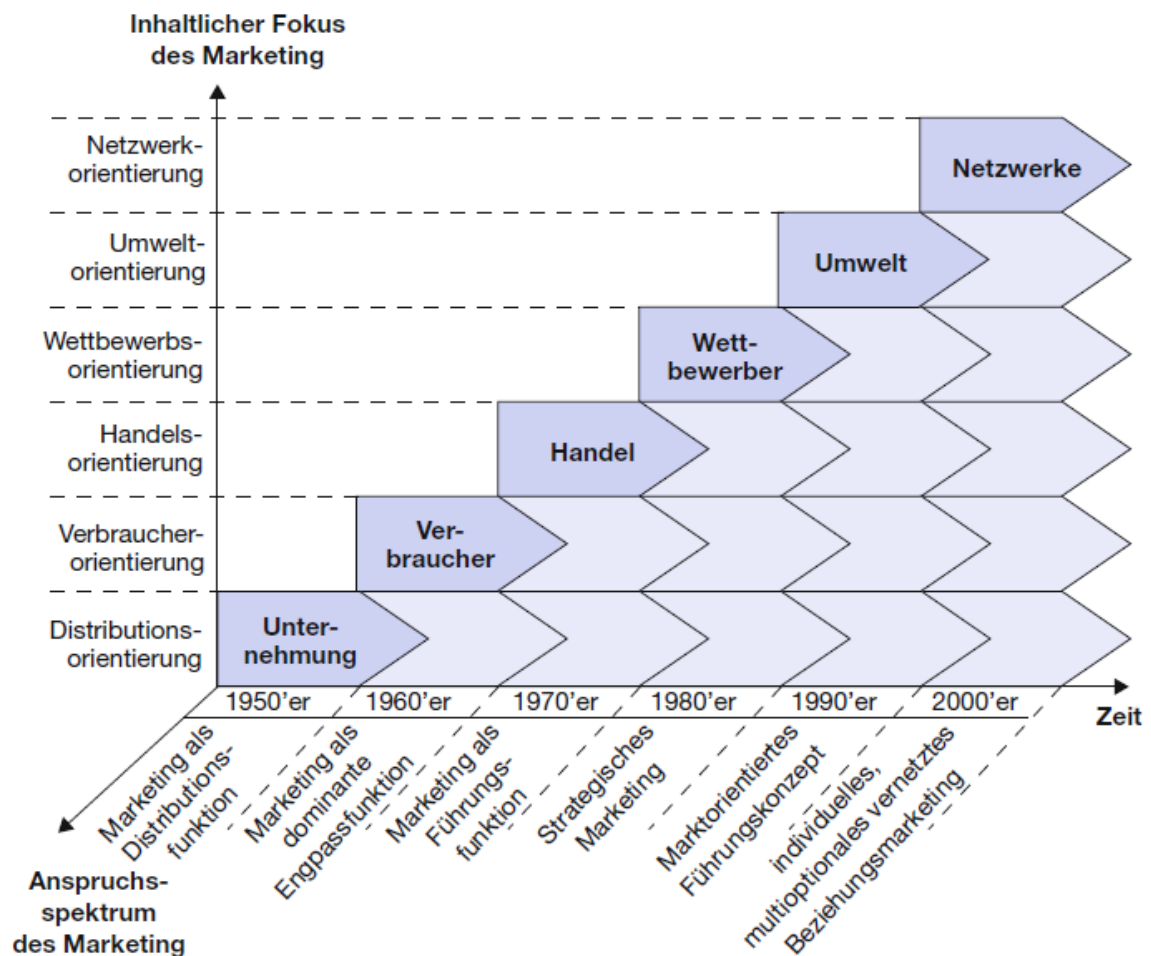 Inhaltlicher Fokus
des Marketing
Netzwerk-
orientierung
Netzwerke
Umwelt-
orientierung
Umwelt
Wettbewerbs-
orientierung
Wett-
bewerber
Handels-
orientierung
Handel
Verbraucher-
orientierung
Ver-
braucher
Distributions-
orientierung
Unter-
nehmung
1950’er
1960’er
1970’er
1980’er
1990’er
2000’er
Zeit
Marketing als
Distributions-
funktion
Marketing als
dominante
Engpassfunktion
Marketing als
Führungs-
funktion
Strategisches
Marketing
Marktorientiertes
Führungskonzept
individuelles,
multioptionales vernetztes
Beziehungsmarketing
Anspruchs-
spektrum
des Marketing